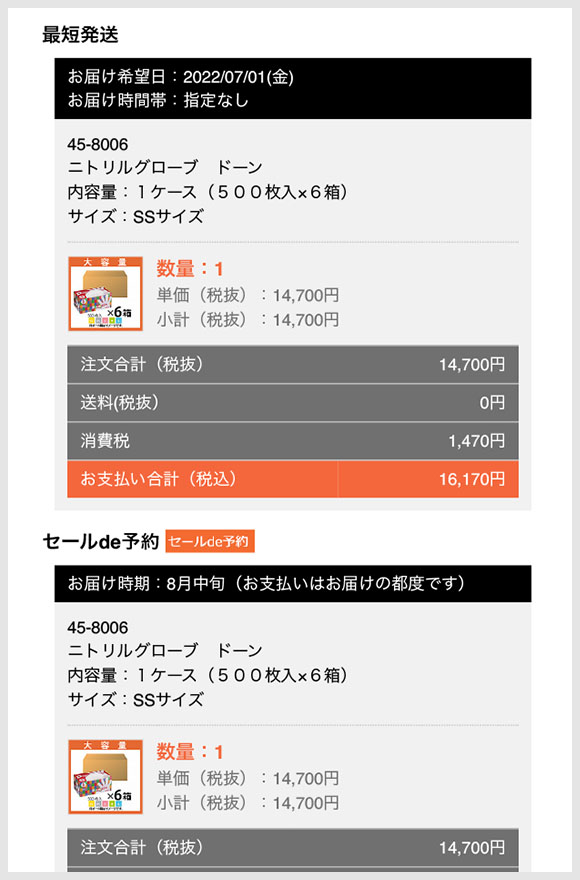 最短発送
お届け希望日：2022/07/01(金)
お届け時間帯：指定なし
45-8006
ニトリルグローブ　ドーン
内容量：１ケース（５００枚入×６箱）
サイズ：SSサイズ
大容量
×6箱
数量：1
単価（税抜）：14,700円
小計（税抜）：14,700円
注文合計（税抜） 14,700円
送料(税抜） 0円
消費税 1,470円
お支払い合計（税込） 16,170円
セールde予約 セールde予約
お届け時期：8月中旬（お支払いはお届けの都度です）
45-8006
ニトリルグローブ　ドーン
内容量：１ケース（５００枚入×６箱）
サイズ：SSサイズ
大容量
×6箱
数量：1
単価（税抜）：14,700円
小計（税抜）：14,700円
注文合計（税抜） 14,700円